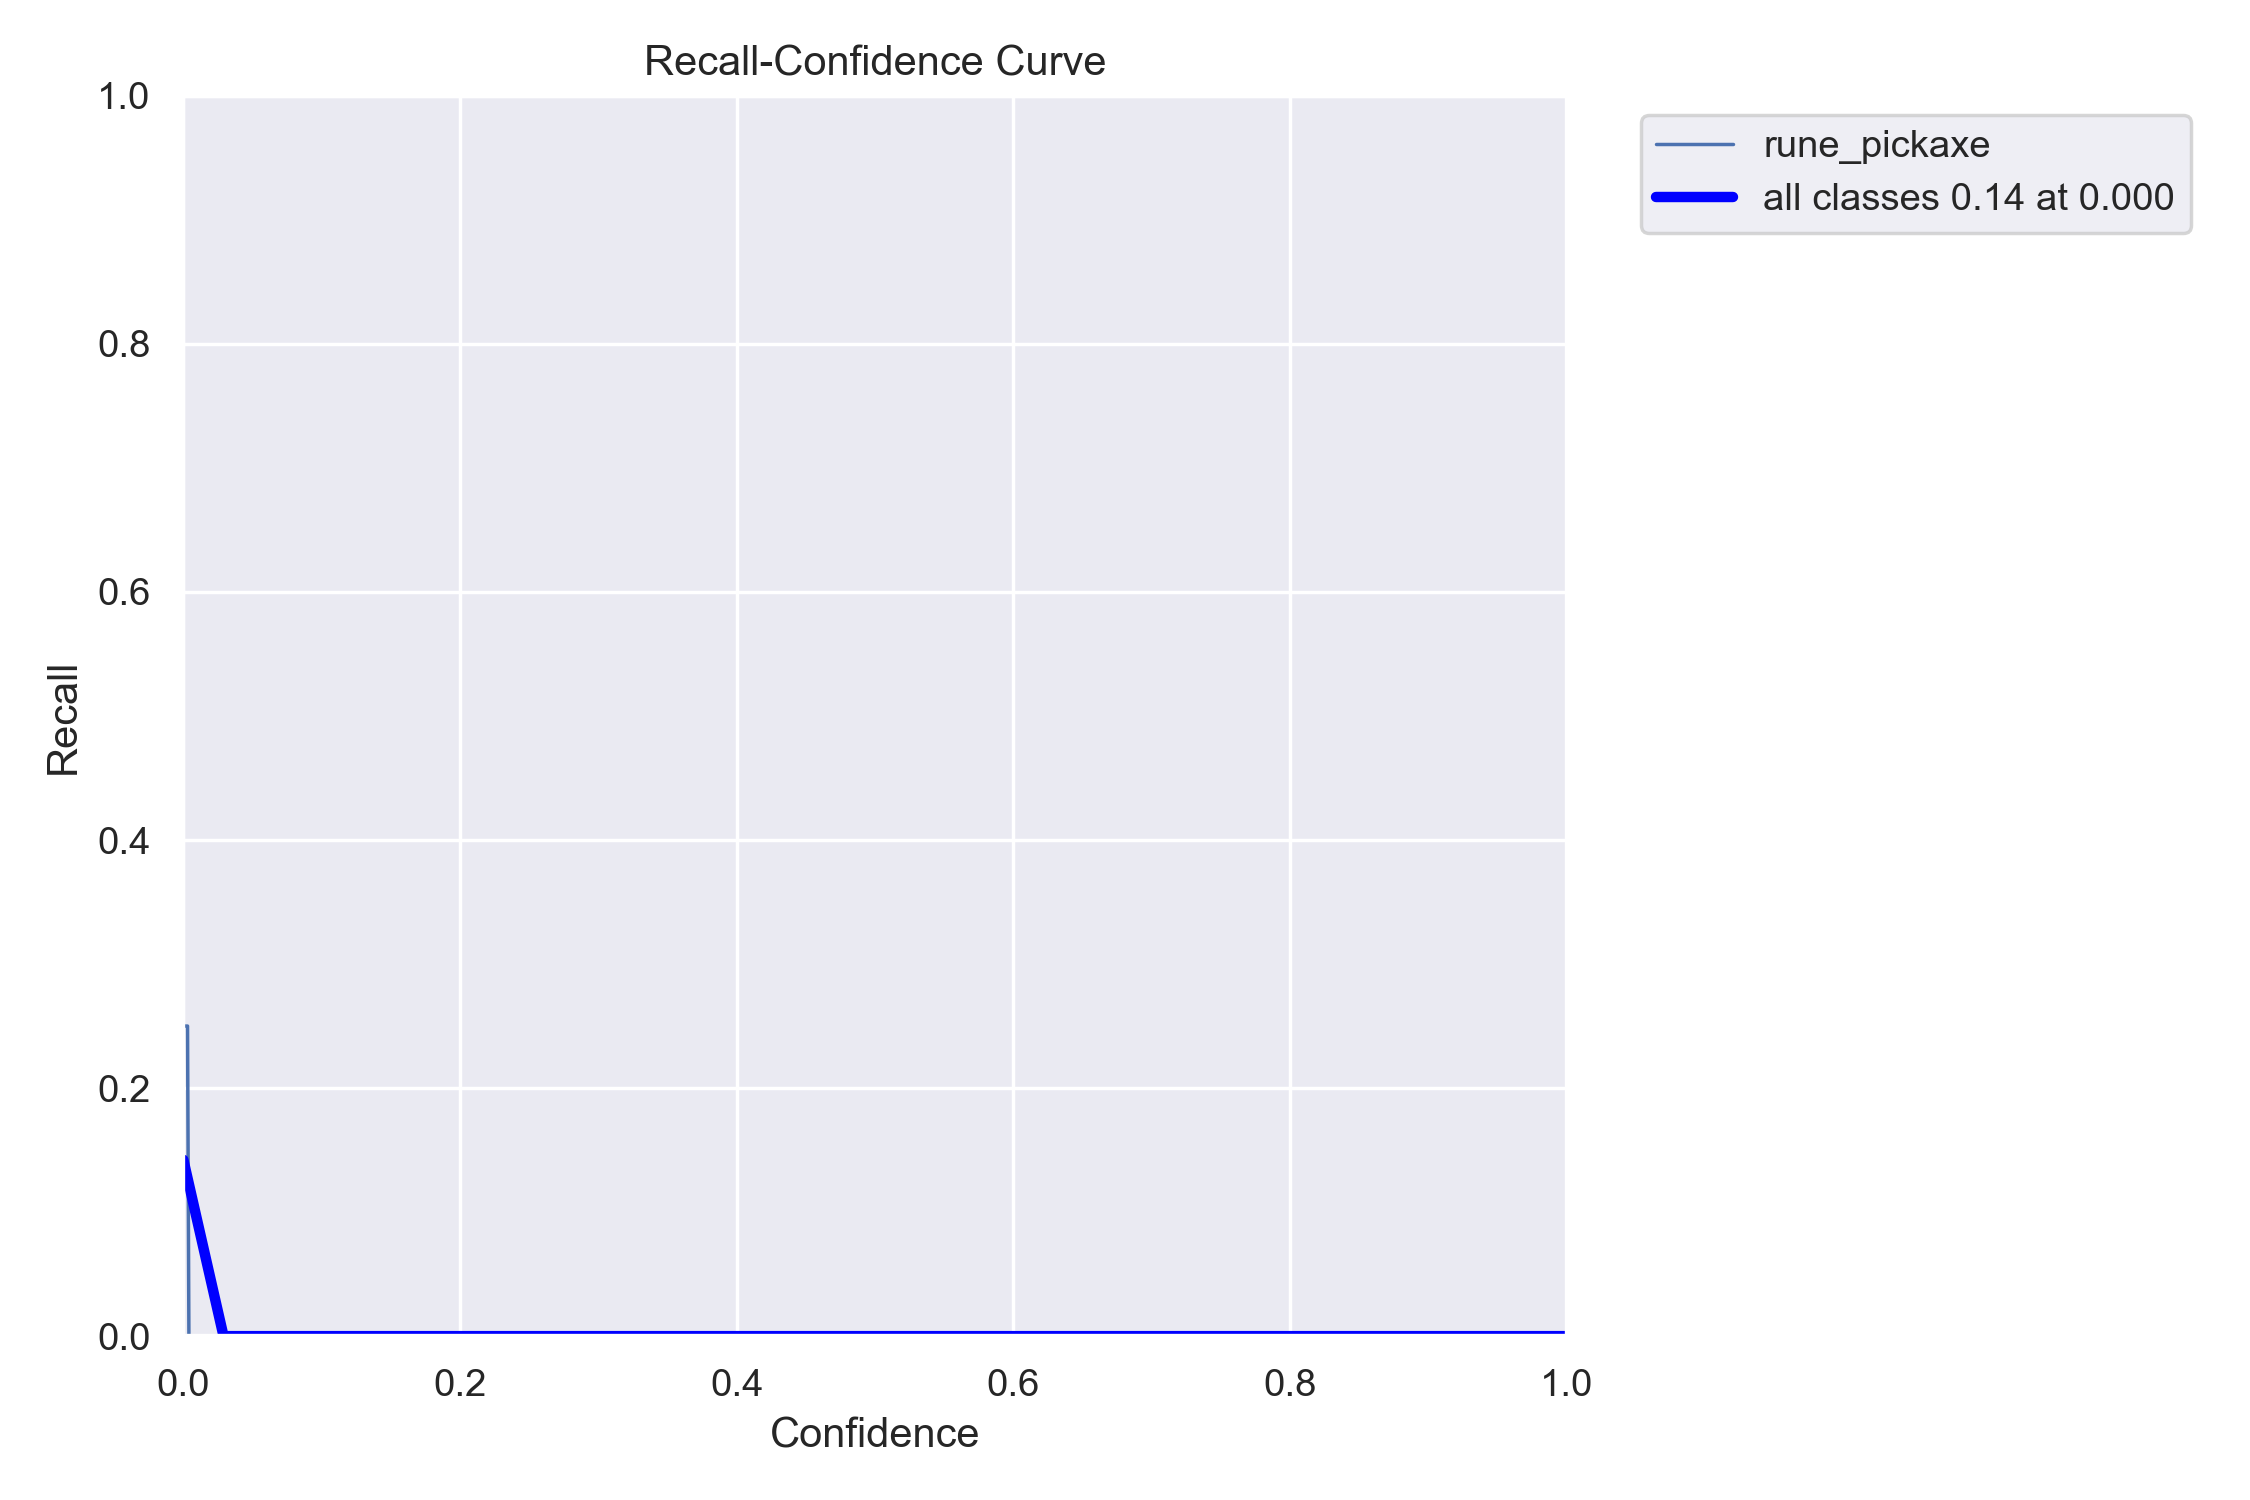 Recall-Confidence Curve
1.0
0.8
0.6
0.4
0.2
0.0
Recall
0.0 0.2 0.4 0.6 0.8 1.0
Confidence
rune_pickaxe
all classes 0.14 at 0.000